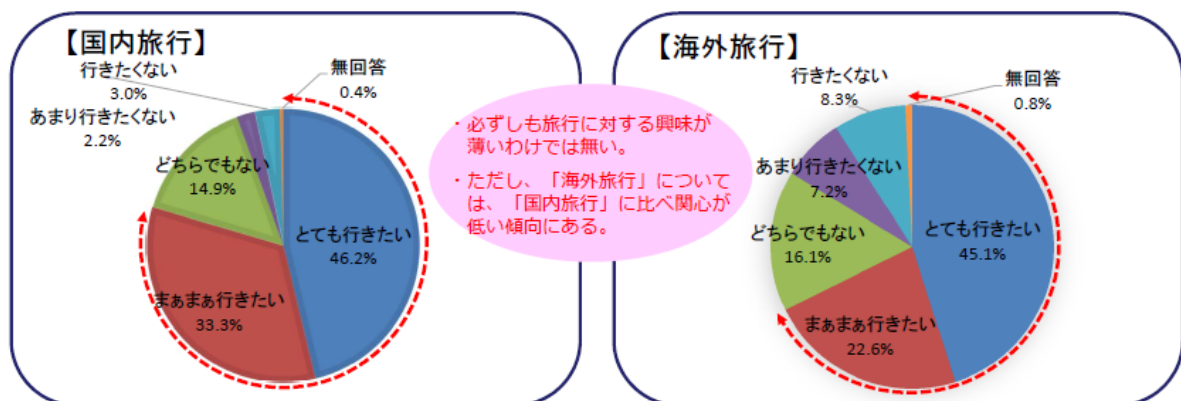 【国内旅行】
行きたくない
3.0%
無回答
0.4%
あまり行きたくない
2.2%
どちらでもない
14.9%
とても行きたい
46.2%
まぁまぁ行きたい
33.3%
・必ずしも旅行に対する興味が
薄いわけでは無い。
・ただし、「海外旅行」について
は、「国内旅行」に比べ関心が
低い傾向にある。
【海外旅行】
行きたくない
8.3%
無回答
0.8%
あまり行きたくない
7.2%
どちらでもない
16.1%
とても行きたい
45.1%
まぁまぁ行きたい
22.6%